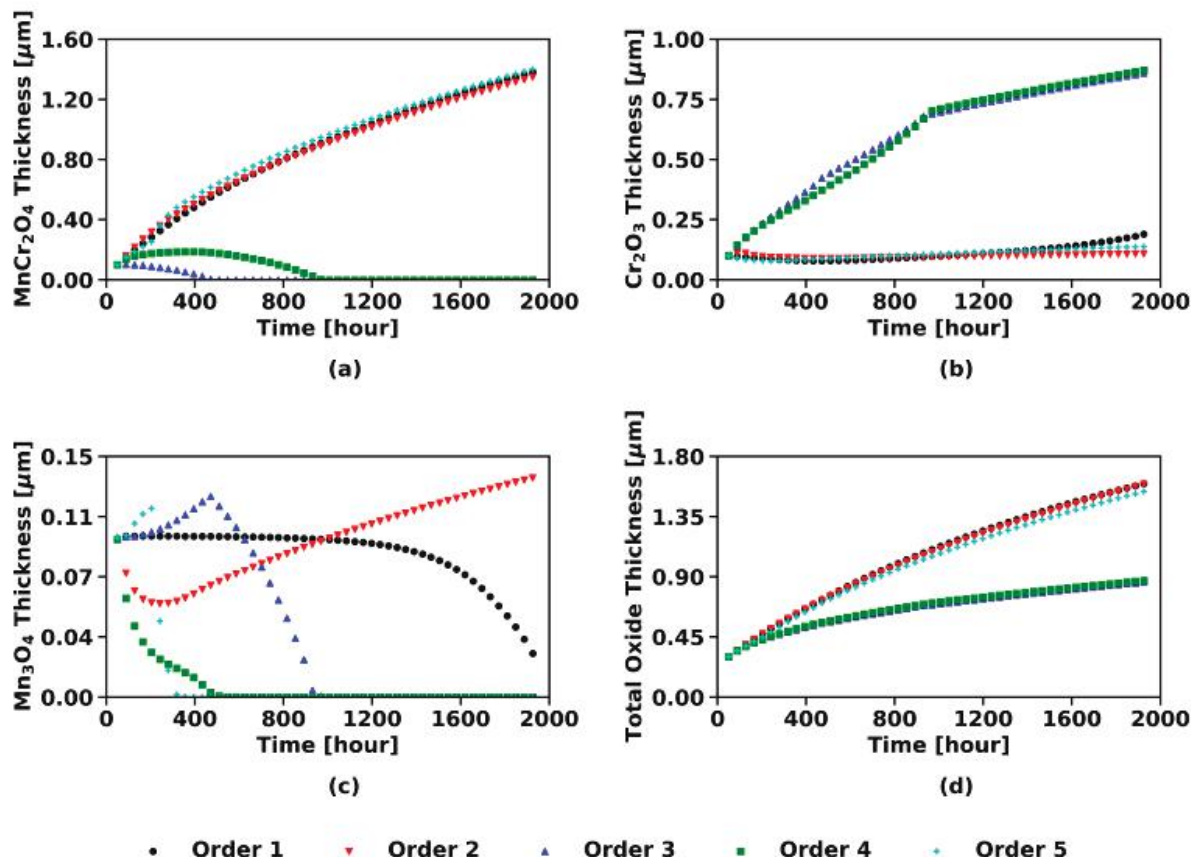 MnCr₂O₄ Thickness [μm]
1.60
1.20
0.80
0.40
0.00
0 400 800 1200 1600 2000
Time [hour]
(a)
Cr₂O₃ Thickness [μm]
1.00
0.75
0.50
0.25
0.00
0 400 800 1200 1600 2000
Time [hour]
(b)
Mn₃O₄ Thickness [μm]
0.15
0.11
0.07
0.04
0.00
0 400 800 1200 1600 2000
Time [hour]
(c)
Total Oxide Thickness [μm]
1.80
1.35
0.90
0.45
0.00
0 400 800 1200 1600 2000
Time [hour]
(d)
Order 1 Order 2 Order 3 Order 4 Order 5